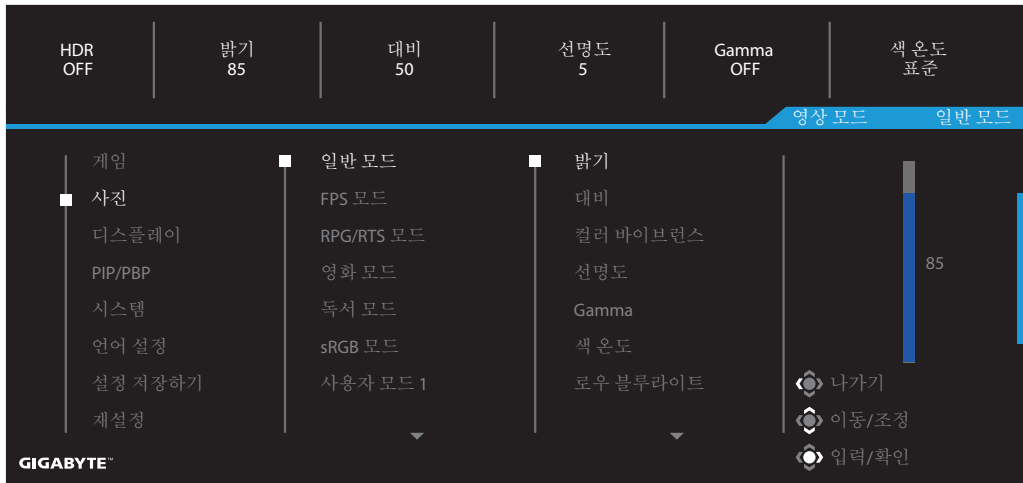 HDR
OFF
밝기
85
대비
50
선명도
5
Gamma
OFF
색 온도
표준
영상 모드 일반 모드
게임
사진
디스플레이
PIP/PBP
시스템
언어 설정
설정 저장하기
재설정
일반 모드
FPS 모드
RPG/RTS 모드
영화 모드
독서 모드
sRGB 모드
사용자 모드 1
밝기
대비
컬러 바이브런스
선명도
Gamma
색 온도
로우 블루라이트
85
나가기
이동/조정
입력/확인
GIGABYTE™